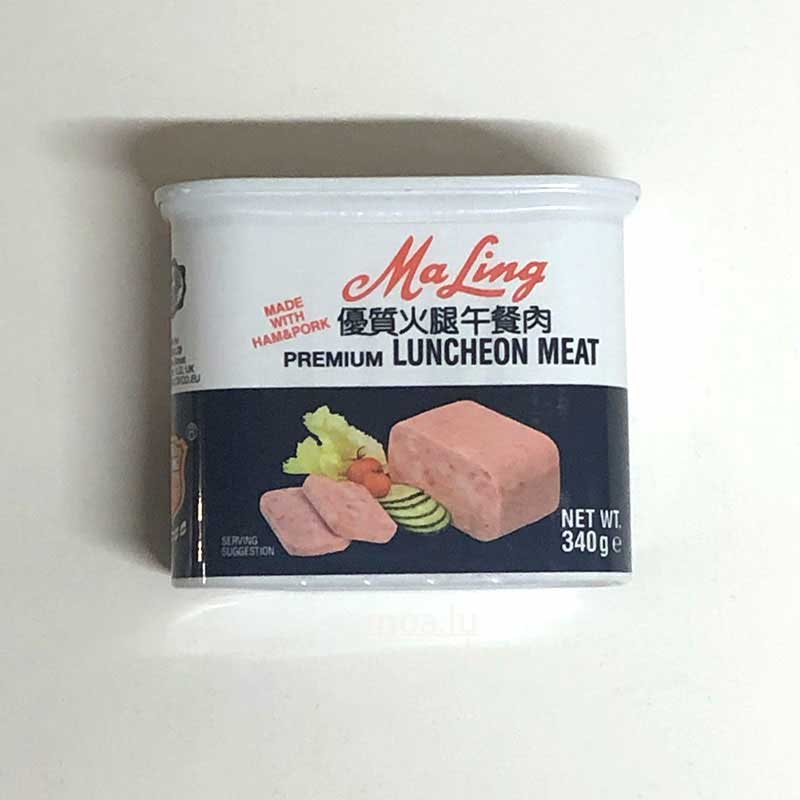 Ma Ling
MADE
WITH
HAM&PORK
優質火腿午餐肉
PREMIUM LUNCHEON MEAT
SERVING
SUGGESTION
NET WT.
340g e
UK
®
moa.lu